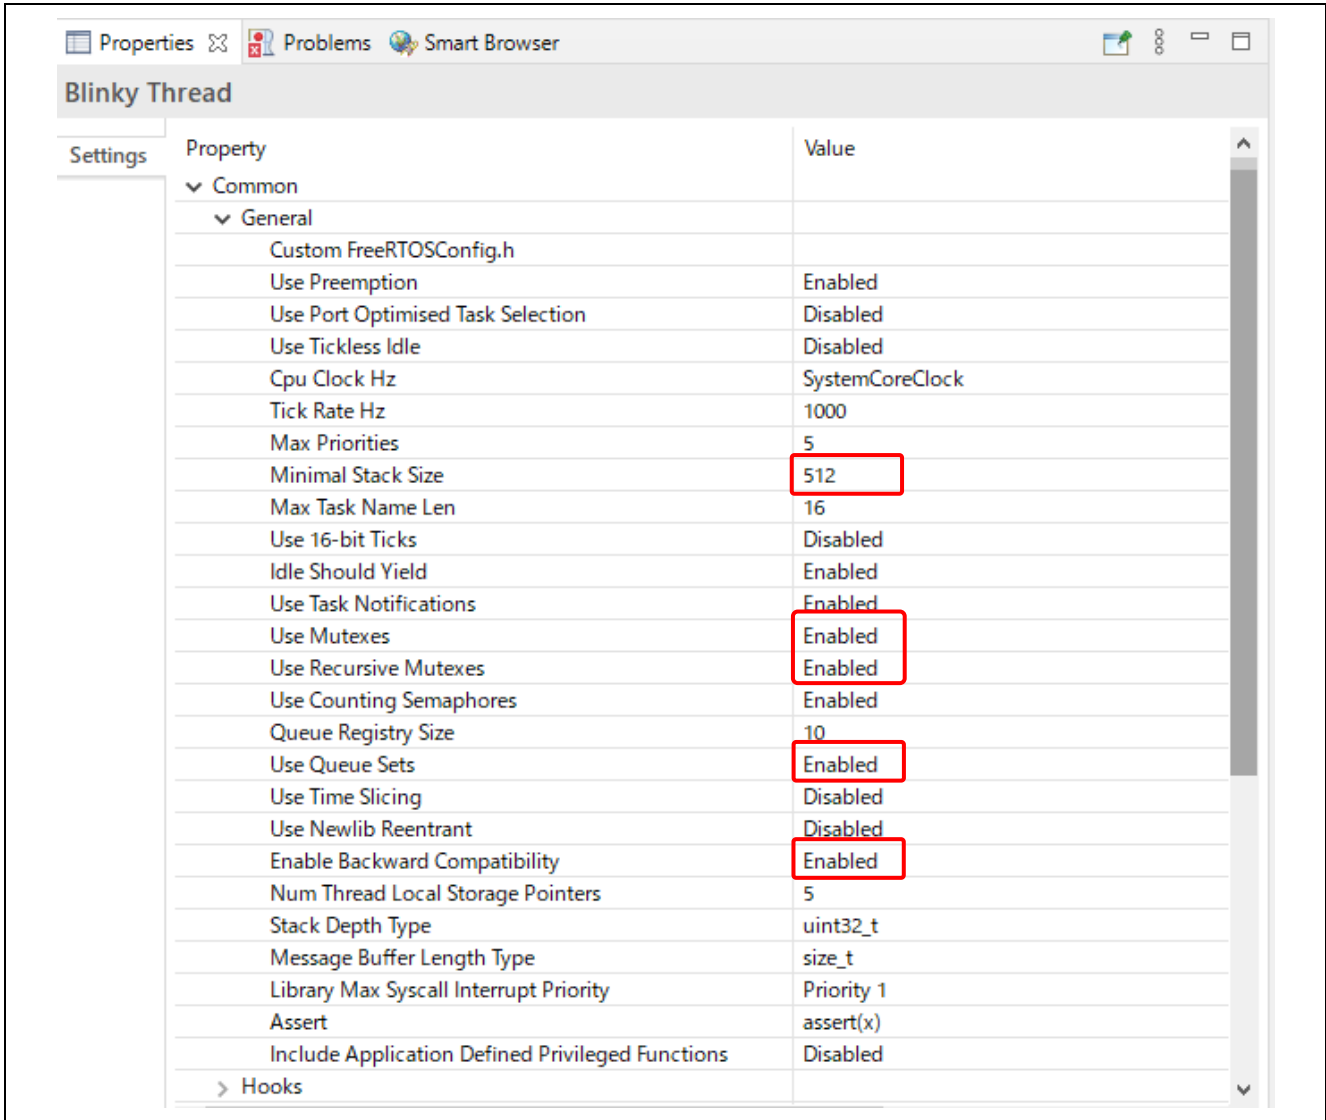 Properties Problems Smart Browser
Blinky Thread
Settings
Property Value
Common
General
Custom FreeRTOSConfig.h
Use Preemption Enabled
Use Port Optimised Task Selection Disabled
Use Tickless Idle Disabled
Cpu Clock Hz SystemCoreClock
Tick Rate Hz 1000
Max Priorities 5
Minimal Stack Size 512
Max Task Name Len 16
Use 16-bit Ticks Disabled
Idle Should Yield Enabled
Use Task Notifications Enabled
Use Mutexes Enabled
Use Recursive Mutexes Enabled
Use Counting Semaphores Enabled
Queue Registry Size 10
Use Queue Sets Enabled
Use Time Slicing Disabled
Use Newlib Reentrant Disabled
Enable Backward Compatibility Enabled
Num Thread Local Storage Pointers 5
Stack Depth Type uint32_t
Message Buffer Length Type size_t
Library Max Syscall Interrupt Priority Priority 1
Assert assert(x)
Include Application Defined Privileged Functions Disabled
Hooks